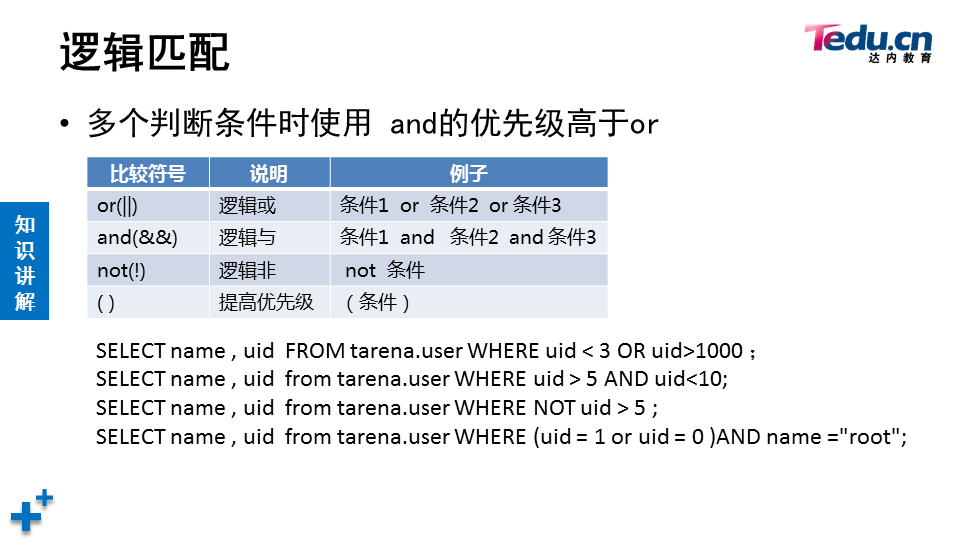 逻辑匹配
Tedu.cn
达内教育
• 多个判断条件时使用 and的优先级高于or
比较符号 说明 例子
or(||) 逻辑或 条件1 or 条件2 or 条件3
and(&&) 逻辑与 条件1 and 条件2 and 条件3
not(!) 逻辑非 not 条件
( ) 提高优先级 ( 条件 )
知
识
讲
解
SELECT name , uid FROM tarena.user WHERE uid < 3 OR uid>1000 ；
SELECT name , uid from tarena.user WHERE uid > 5 AND uid<10;
SELECT name , uid from tarena.user WHERE NOT uid > 5 ;
SELECT name , uid from tarena.user WHERE (uid = 1 or uid = 0 )AND name ="root";